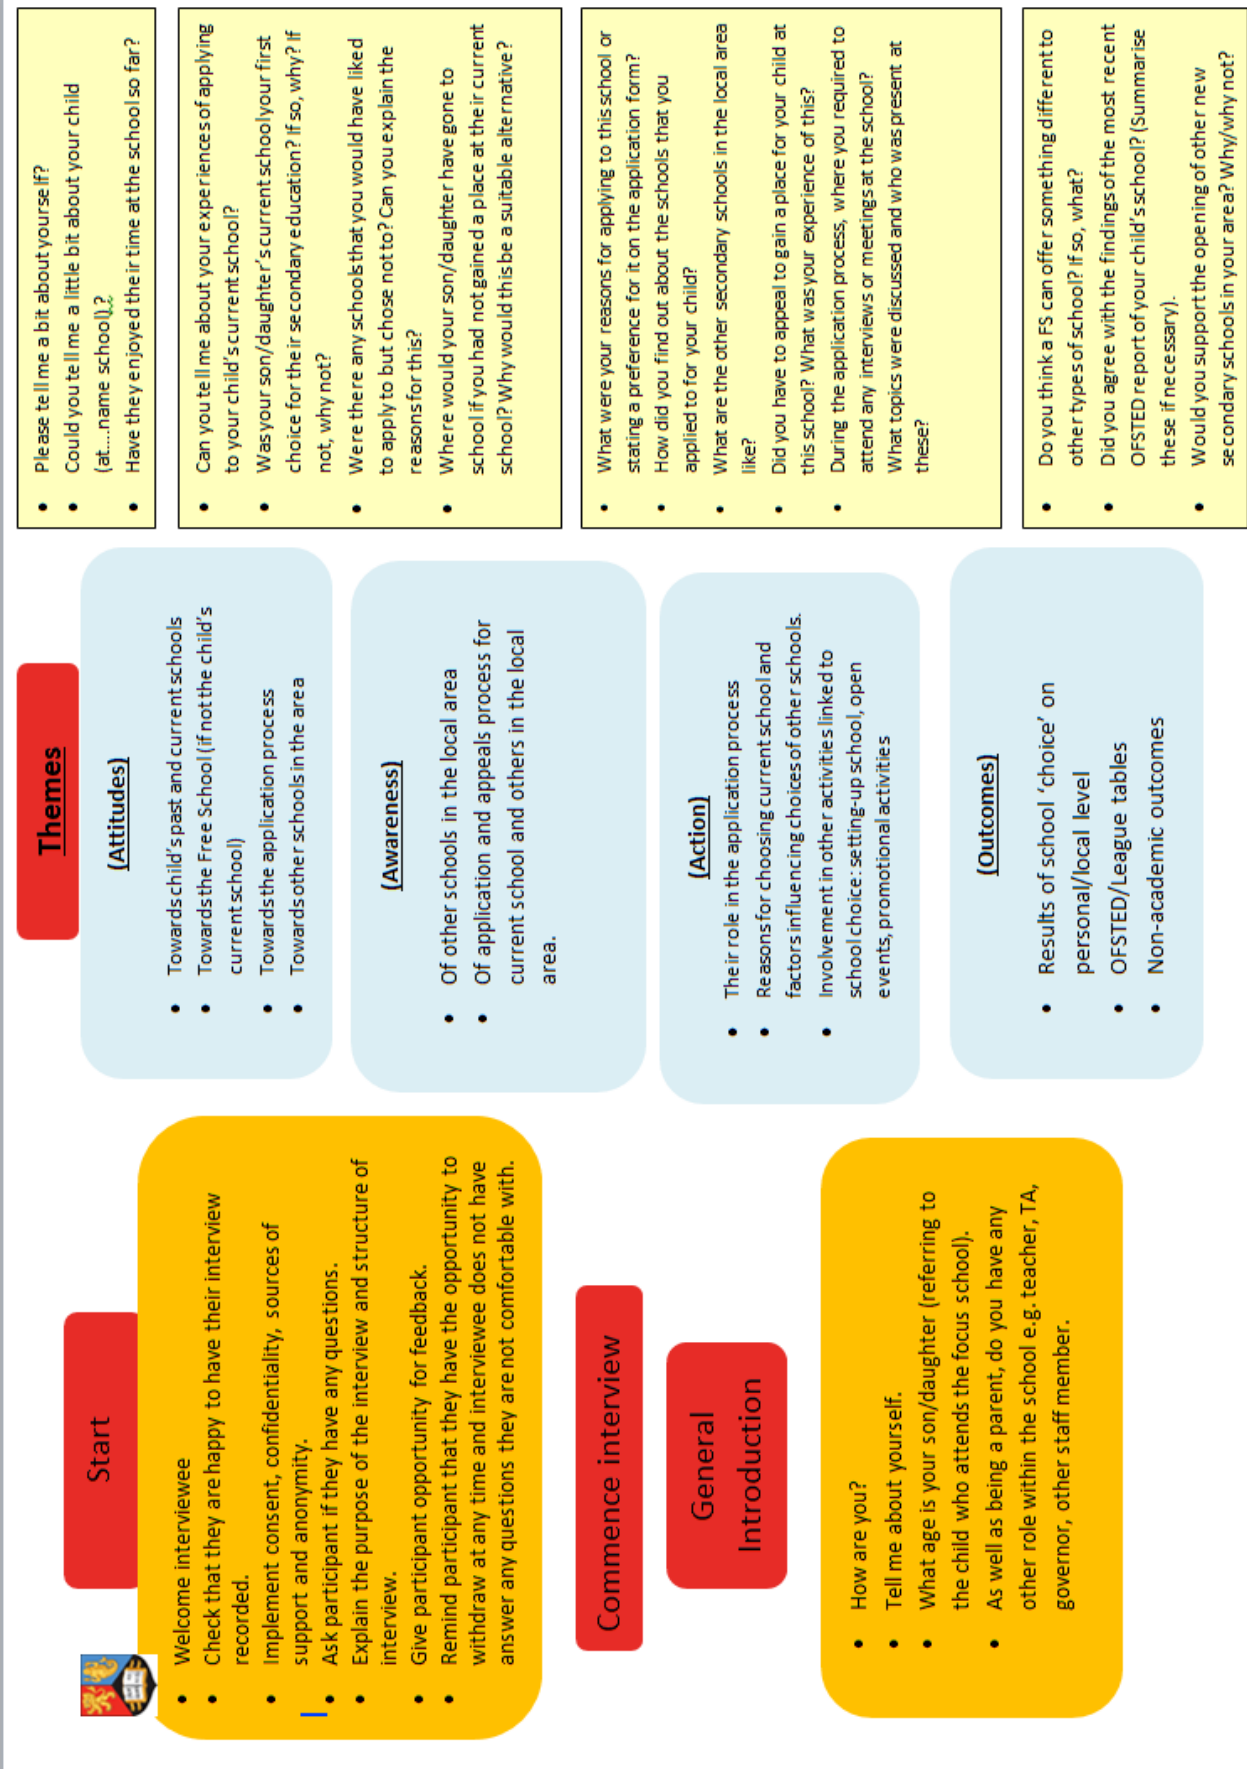 Start
• Welcome interviewee
• Check that they are happy to have their interview
recorded.
• Implement consent, confidentiality, sources of
support and anonymity.
• Ask participant if they have any questions.
• Explain the purpose of the interview and structure of
interview.
• Give participant opportunity for feedback.
• Remind participant that they have the opportunity to
withdraw at any time and interviewee does not have
answer any questions they are not comfortable with.
Commence interview
General
Introduction
• How are you?
• Tell me about yourself.
• What age is your son/daughter (referring to
the child who attends the focus school).
• As well as being a parent, do you have any
other role within the school e.g. teacher, TA,
governor, other staff member.
Themes
(Attitudes)
• Towards child's past and current schools
• Towards the Free School (if not the child's
current school)
• Towards the application process
• Towards other schools in the area
(Awareness)
• Of other schools in the local area
• Of application and appeals process for
current school and others in the local
area.
(Action)
• Their role in the application process
• Reasons for choosing current school and
factors influencing choices of other schools.
• Involvement in other activities linked to
school choice: setting-up school, open
events, promotional activities
(Outcomes)
• Results of school 'choice' on
personal/local level
• OFSTED/League tables
• Non-academic outcomes
• Please tell me a bit about yourself?
• Could you tell me a little bit about your child
(at....name school)?
• Have they enjoyed their time at the school so far?
• Can you tell me about your experiences of applying
to your child's current school?
• Was your son/daughter's current school your first
choice for their secondary education? If so, why? If
not, why not?
• Were there any schools that you would have liked
to apply to but chose not to? Can you explain the
reasons for this?
• Where would your son/daughter have gone to
school if you had not gained a place at their current
school? Why would this be a suitable alternative?
• What were your reasons for applying to this school or
stating a preference for it on the application form?
• How did you find out about the schools that you
applied to for your child?
• What are the other secondary schools in the local area
like?
• Did you have to appeal to gain a place for your child at
this school? What was your experience of this?
• During the application process, where you required to
attend any interviews or meetings at the school?
What topics were discussed and who was present at
these?
• Do you think a FS can offer something different to
other types of school? If so, what?
• Did you agree with the findings of the most recent
OFSTED report of your child's school? (Summarise
these if necessary).
• Would you support the opening of other new
secondary schools in your area? Why/why not?